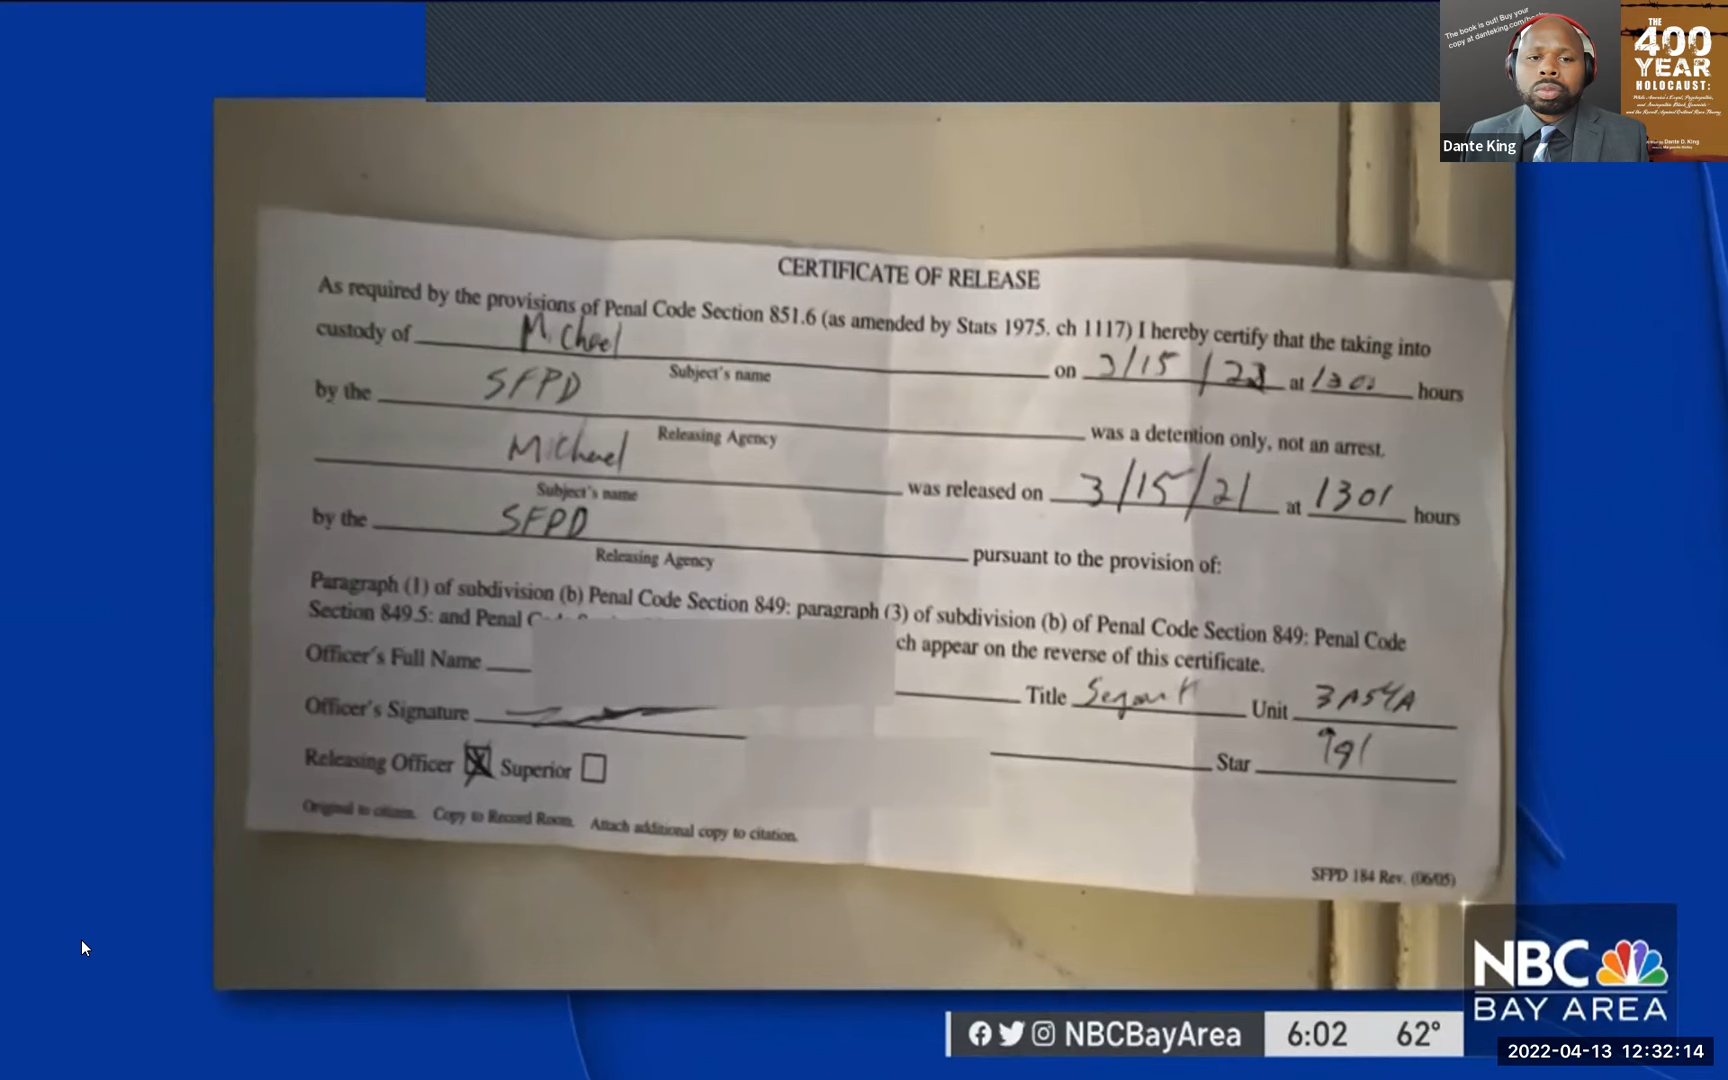 The book is out! Buy your
copy at danteking.com/
THE
400
YEAR
HOLOCAUST:
Dante D. King
Dante King
CERTIFICATE OF RELEASE
As required by the provisions of Penal Code Section 851.6 (as amended by Stats 1975. ch 1117) I hereby certify that the taking into
custody of Michael on 3/15/23 at 1301 hours
Subject's name
by the SFPD was a detention only, not an arrest.
Releasing Agency
Michael was released on 3/15/21 at 1301 hours
Subject's name
by the SFPD pursuant to the provision of:
Releasing Agency
Paragraph (1) of subdivision (b) Penal Code Section 849: paragraph (3) of subdivision (b) of Penal Code Section 849: Penal Code
Section 849.5: and Penal ch appear on the reverse of this certificate.
Officer's Full Name Title Unit
Officer's Signature Star
Releasing Officer Superior
Original to citizen. Copy to Record Room. Attach additional copy to citation.
SFPD 184 Rev. (06/05)
NBC
BAY AREA
NBCBayArea 6:02 62°
2022-04-13 12:32:14